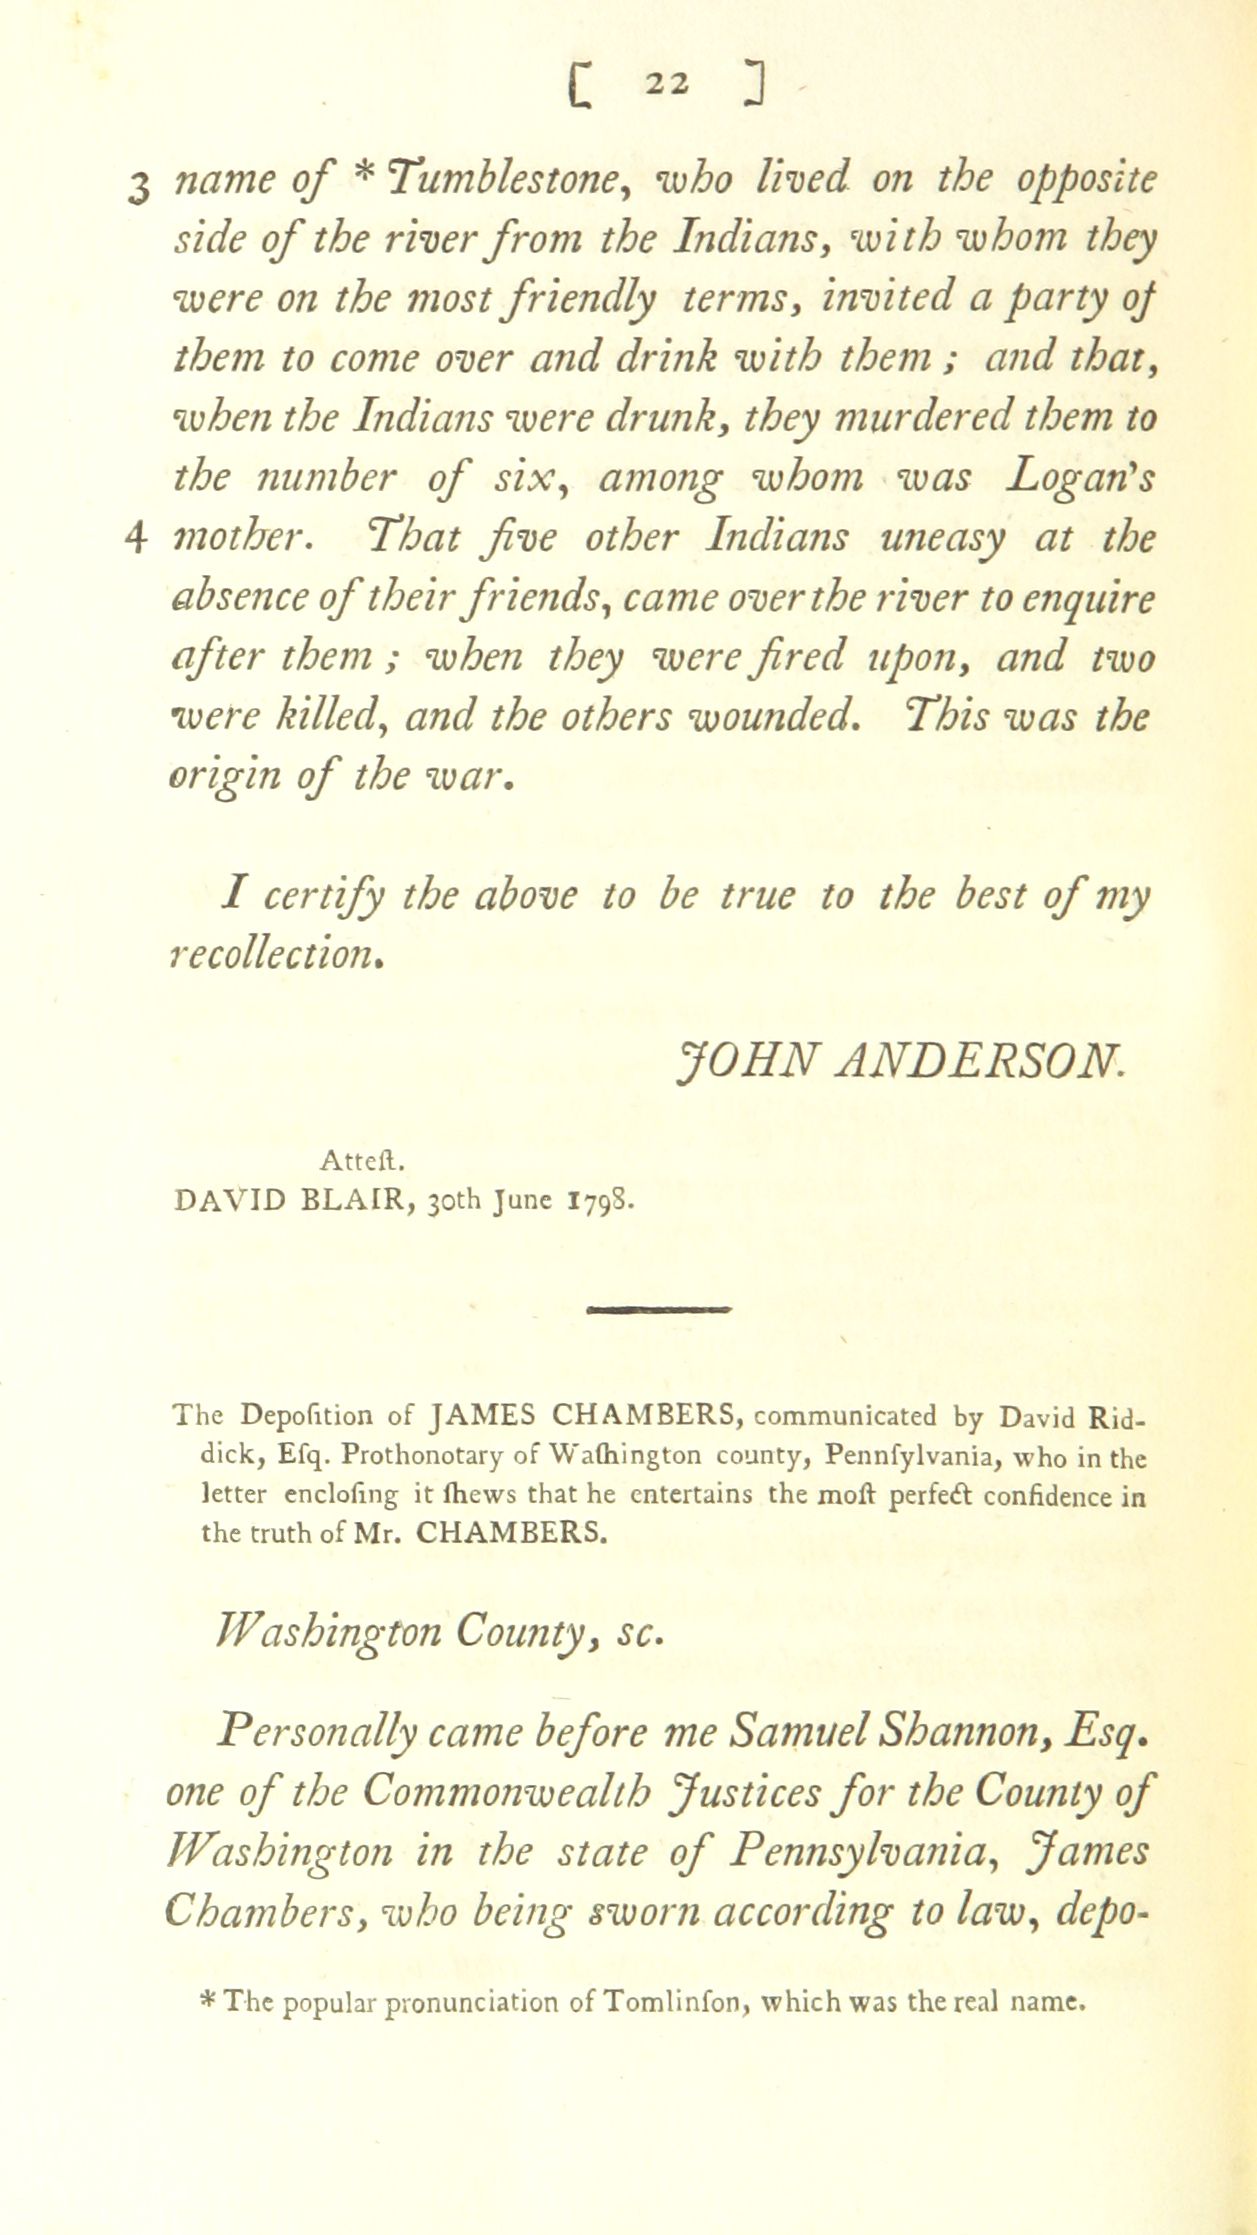 [ 22 ]
3 name of * Tumblestone, who lived on the opposite
side of the river from the Indians, with whom they
were on the most friendly terms, invited a party of
them to come over and drink with them ; and that,
when the Indians were drunk, they murdered them to
the number of six, among whom was Logan's
4 mother. That five other Indians uneasy at the
absence of their friends, came over the river to enquire
after them ; when they were fired upon, and two
were killed, and the others wounded. This was the
origin of the war.
I certify the above to be true to the best of my
recollection.
JOHN ANDERSON.
Atteſt.
DAVID BLAIR, 30th June 1798.
The Depoſition of JAMES CHAMBERS, communicated by David Rid-
dick, Eſq. Prothonotary of Waſhington county, Pennſylvania, who in the
letter encloſing it ſhews that he entertains the moſt perfect confidence in
the truth of Mr. CHAMBERS.
Washington County, sc.
Personally came before me Samuel Shannon, Esq.
one of the Commonwealth Justices for the County of
Washington in the state of Pennsylvania, James
Chambers, who being sworn according to law, depo-
* The popular pronunciation of Tomlinſon, which was the real name.